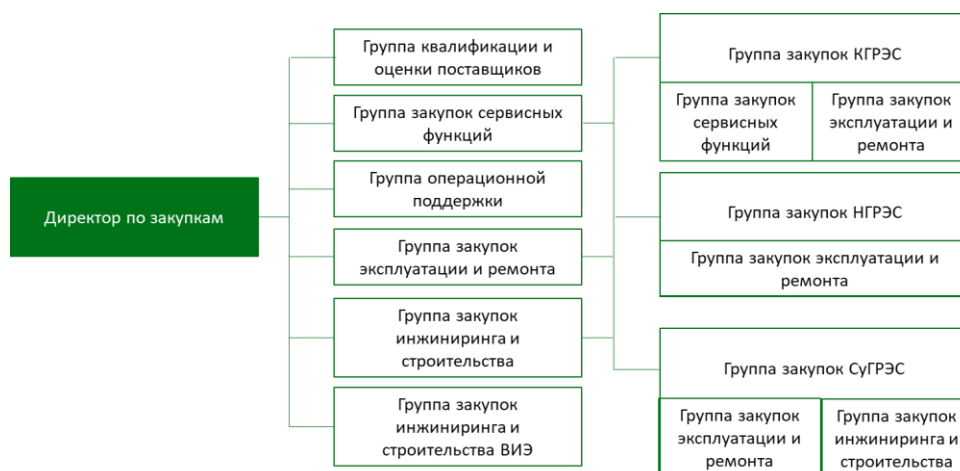 Директор по закупкам
Группа квалификации и
оценки поставщиков
Группа закупок сервисных
функций
Группа операционной
поддержки
Группа закупок
эксплуатации и ремонта
Группа закупок
инжиниринга и
строительства
Группа закупок
инжиниринга и
строительства ВИЭ
Группа закупок КГРЭС
Группа закупок
сервисных
функций
Группа закупок
эксплуатации и
ремонта
Группа закупок НГРЭС
Группа закупок эксплуатации и
ремонта
Группа закупок СуГРЭС
Группа закупок
эксплуатации и
ремонта
Группа закупок
инжиниринга и
строительства